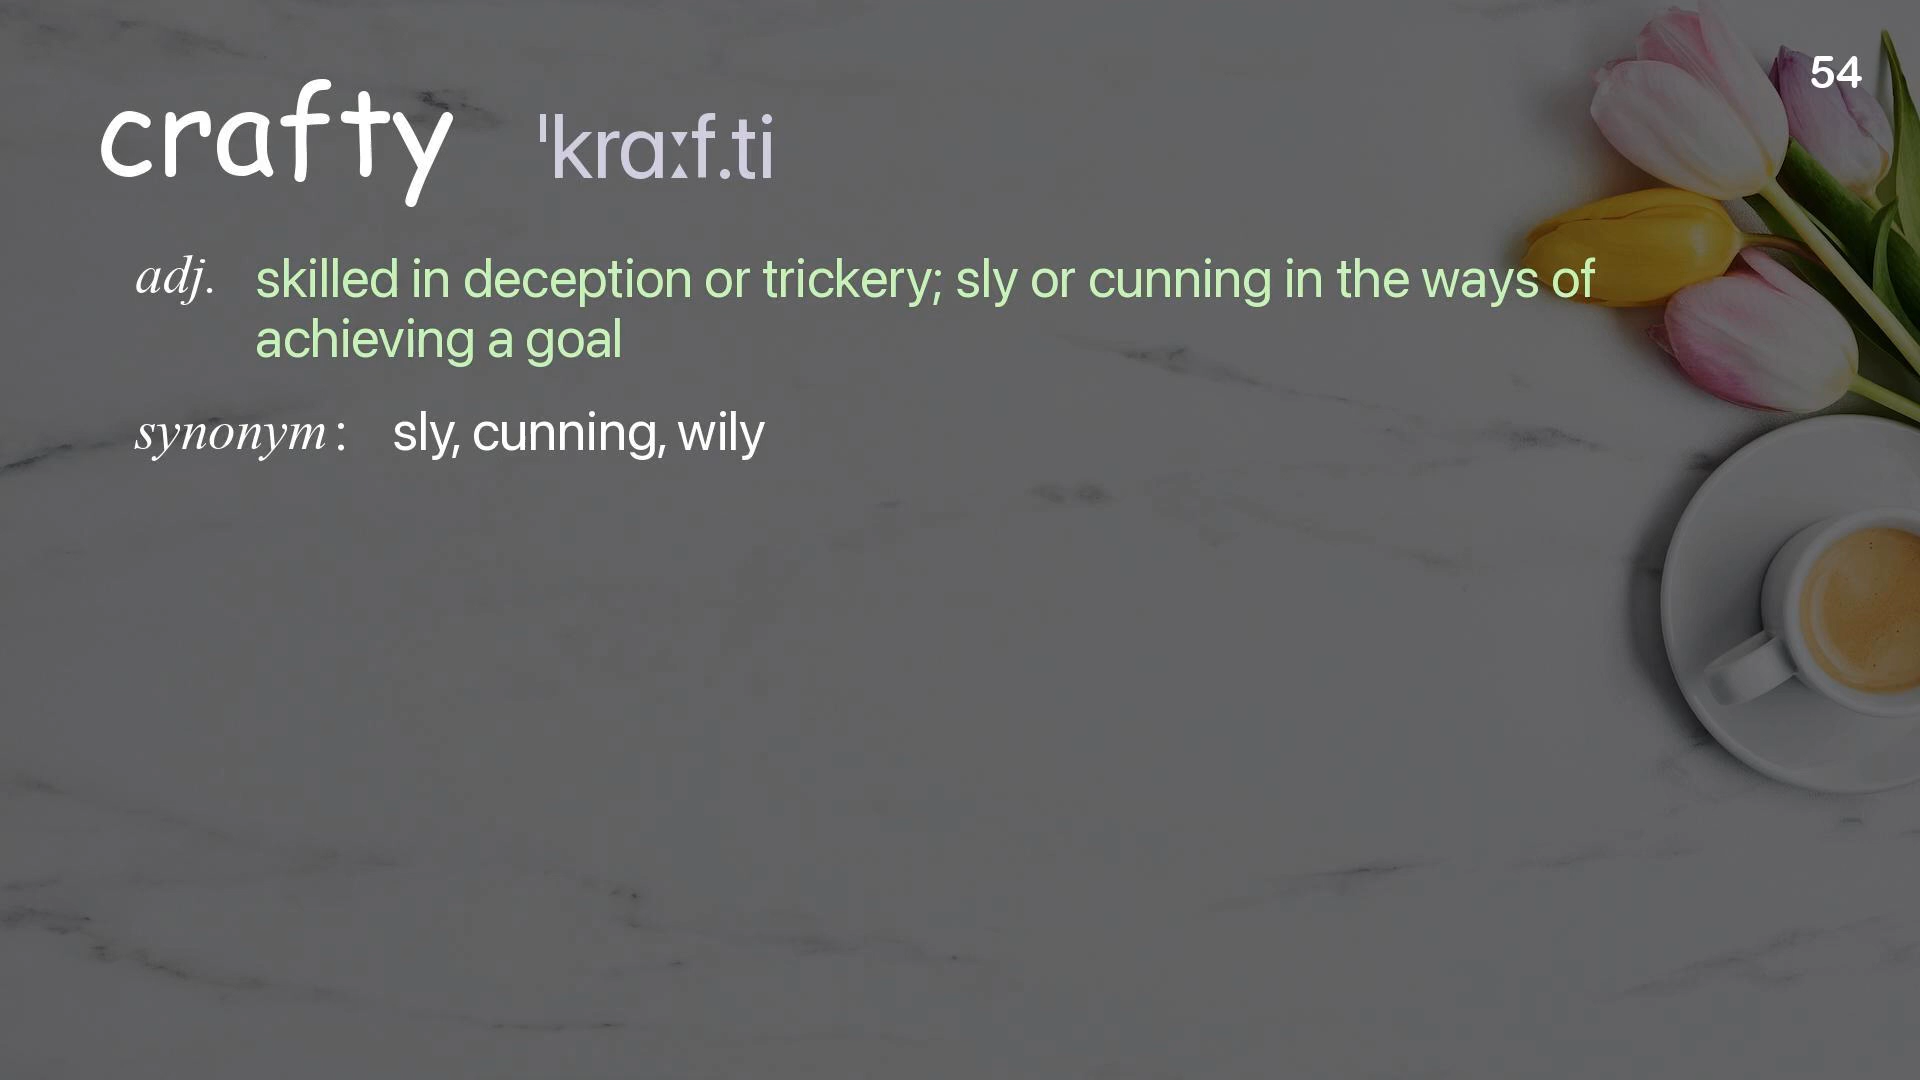 54
crafty ˈkrɑːf.ti
adj. skilled in deception or trickery; sly or cunning in the ways of
achieving a goal
synonym : sly, cunning, wily